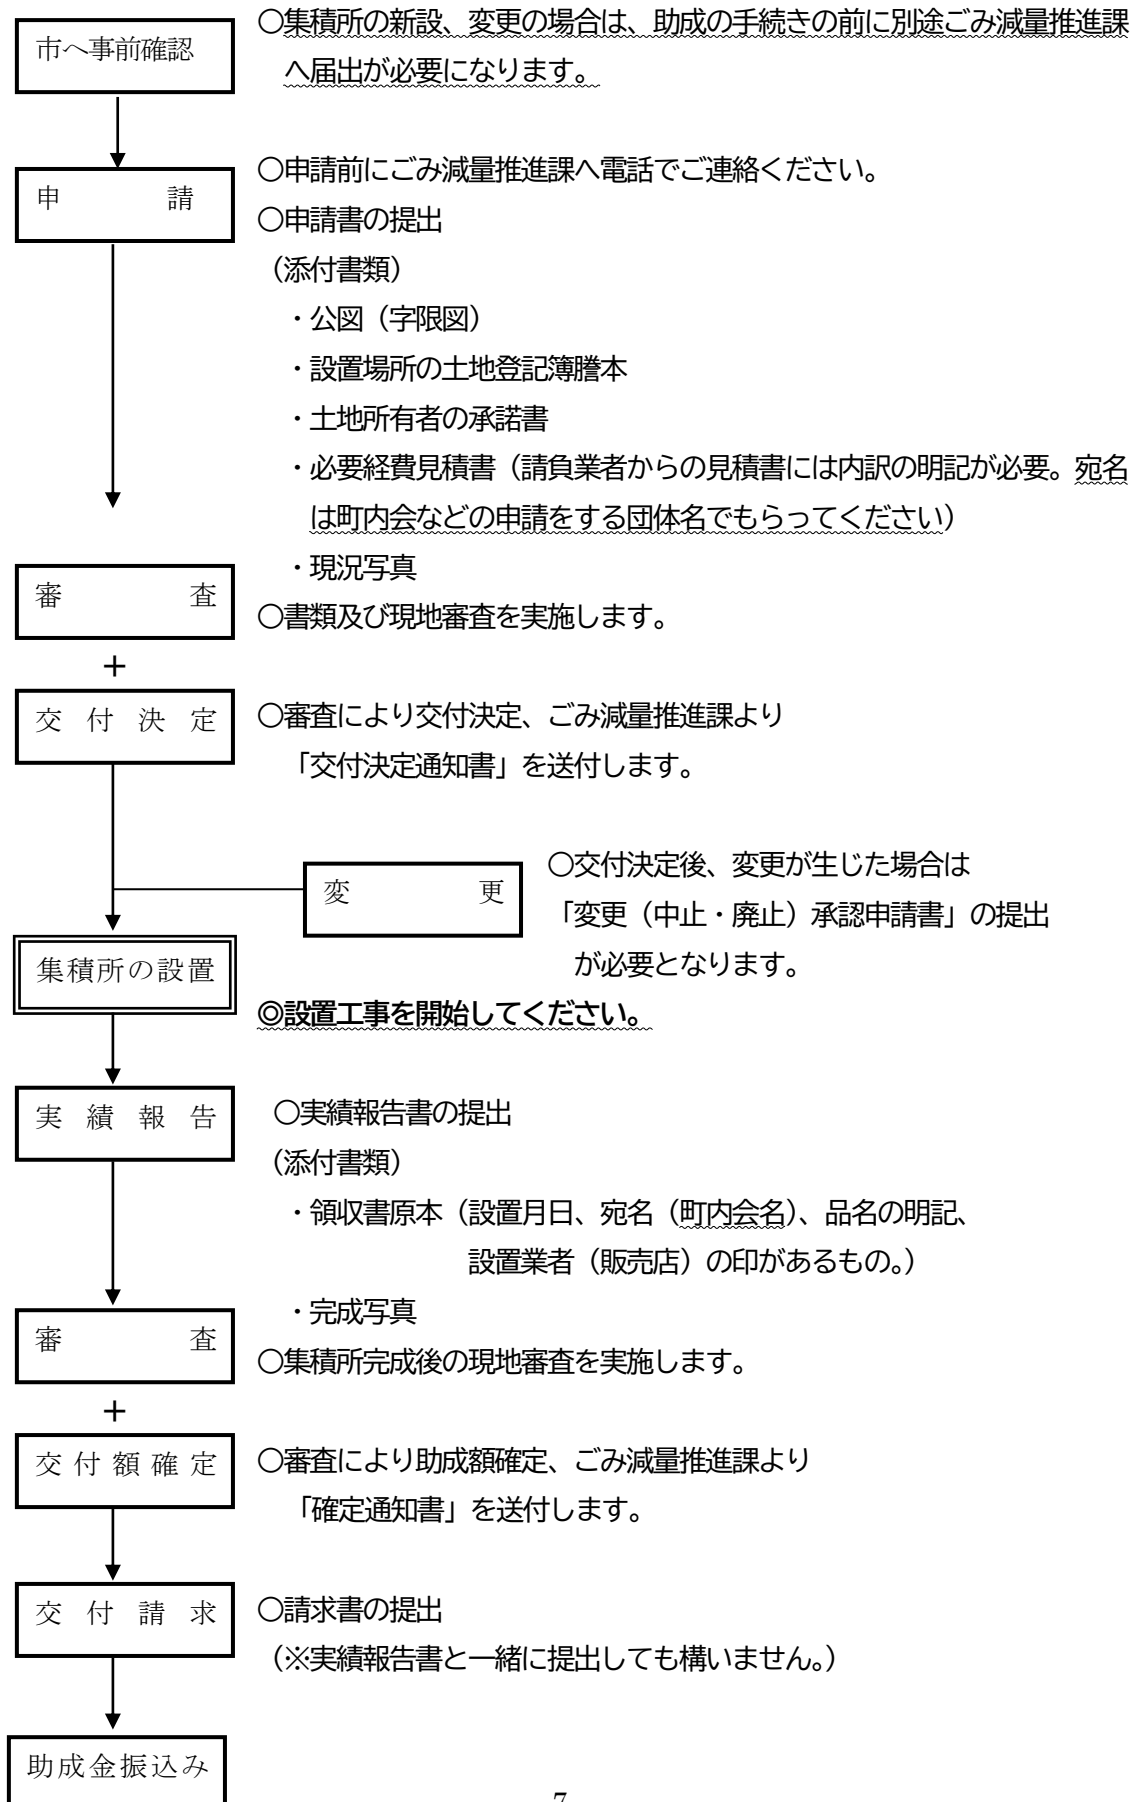 市へ事前確認
○集積所の新設、変更の場合は、助成の手続きの前に別途ごみ減量推進課
へ届出が必要になります。
申　請
○申請前にごみ減量推進課へ電話でご連絡ください。
○申請書の提出
（添付書類）
・公図（字限図）
・設置場所の土地登記簿謄本
・土地所有者の承諾書
・必要経費見積書（請負業者からの見積書には内訳の明記が必要。宛名
は町内会などの申請をする団体名でもらってください）
・現況写真
審　査
○書類及び現地審査を実施します。
＋
交付決定
○審査により交付決定、ごみ減量推進課より
「交付決定通知書」を送付します。
変　更
○交付決定後、変更が生じた場合は
「変更（中止・廃止）承認申請書」の提出
が必要となります。
集積所の設置
◎設置工事を開始してください。
実績報告
○実績報告書の提出
（添付書類）
・領収書原本（設置月日、宛名（町内会名）、品名の明記、
設置業者（販売店）の印があるもの。）
・完成写真
審　査
○集積所完成後の現地審査を実施します。
＋
交付額確定
○審査により助成額確定、ごみ減量推進課より
「確定通知書」を送付します。
交付請求
○請求書の提出
（※実績報告書と一緒に提出しても構いません。）
助成金振込み
7